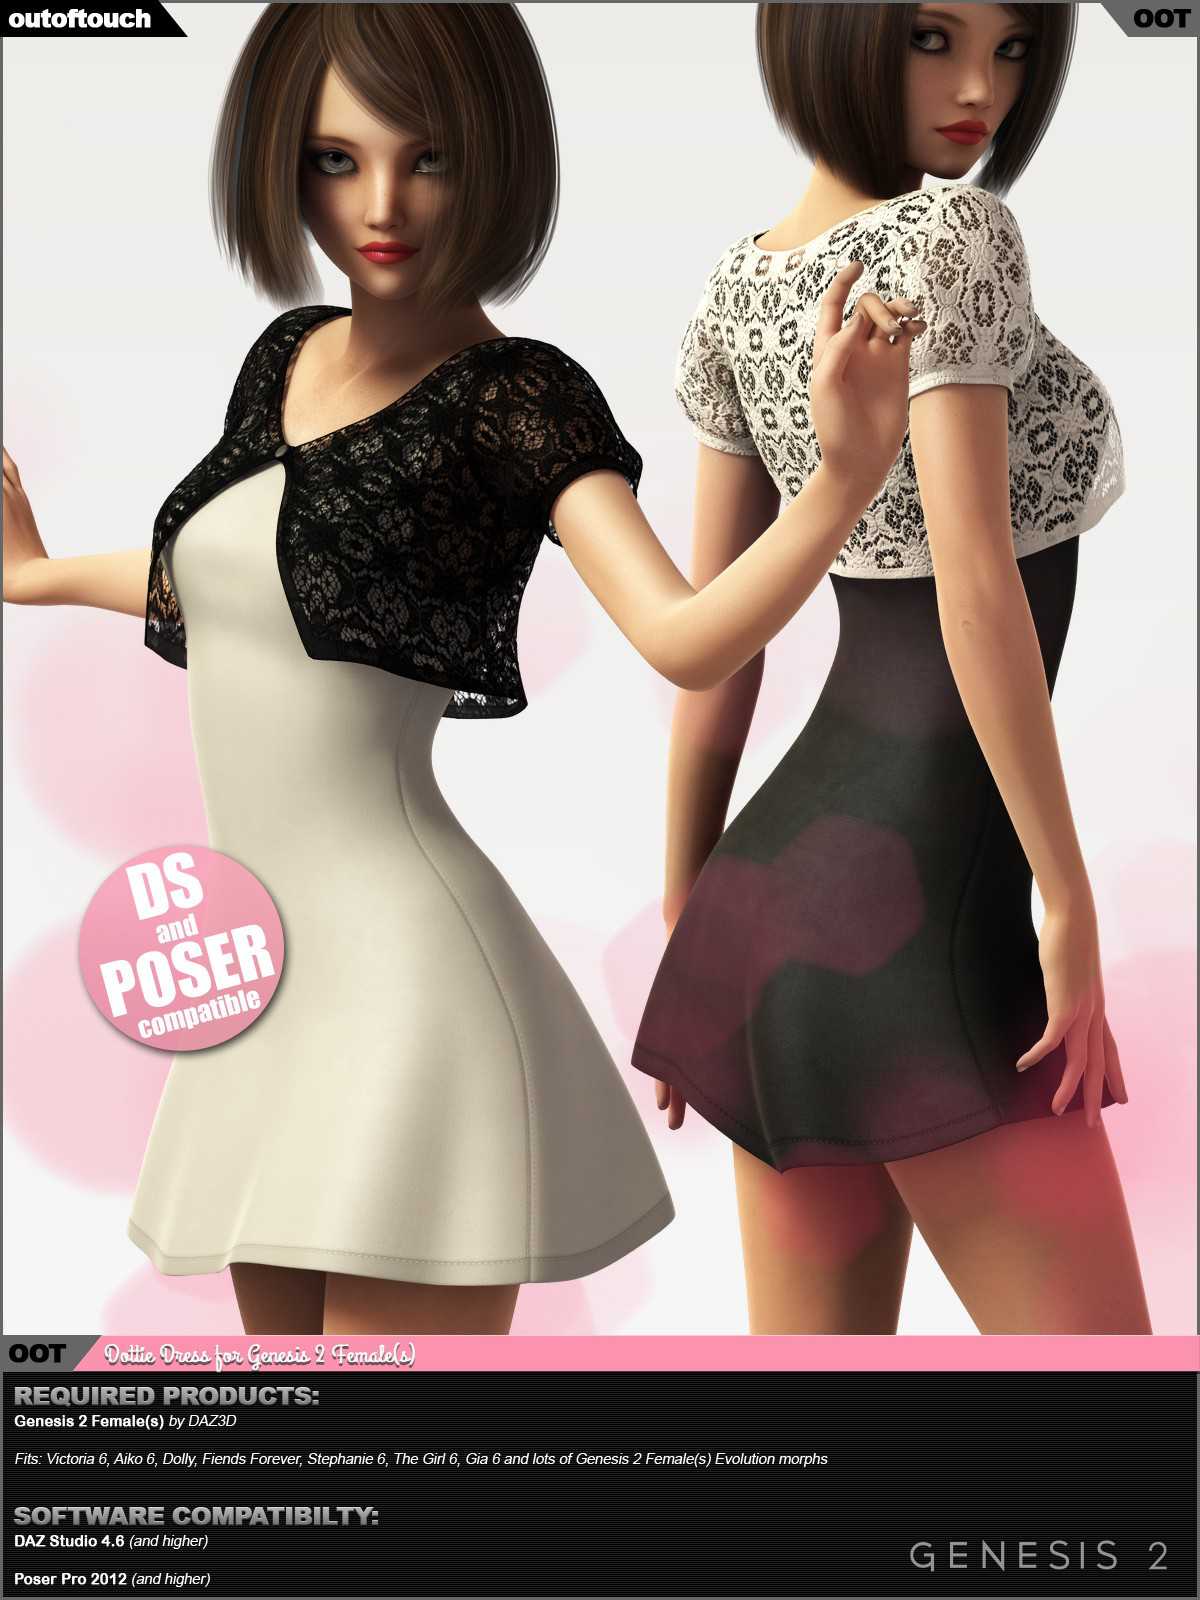 outoftouch
OOT
DS
and
POSER
compatible
OOT
Dottie Dress for Genesis 2 Female(s)
REQUIRED PRODUCTS:
Genesis 2 Female(s) by DAZ3D
Fits: Victoria 6, Aiko 6, Dolly, Fiends Forever, Stephanie 6, The Girl 6, Gia 6 and lots of Genesis 2 Female(s) Evolution morphs
SOFTWARE COMPATIBILTY:
DAZ Studio 4.6 (and higher)
Poser Pro 2012 (and higher)
GENESIS 2